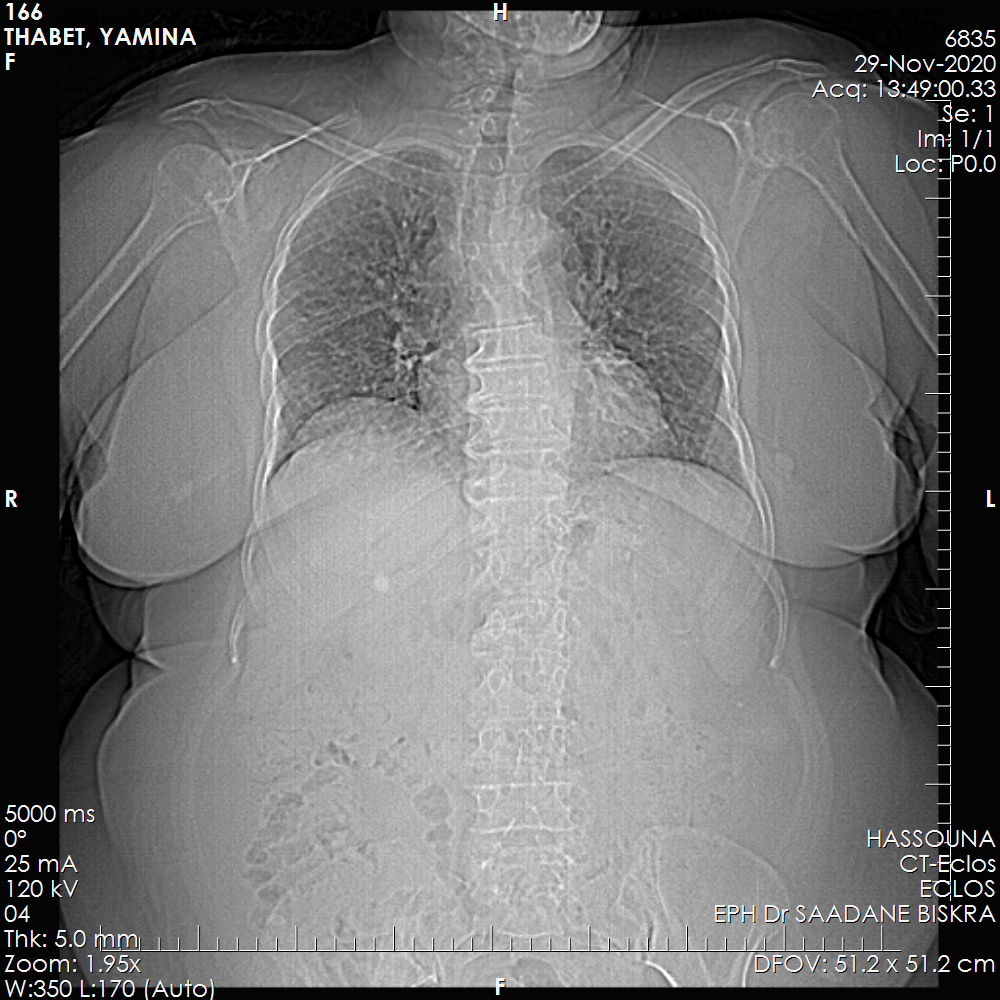 166
THABET, YAMINA
F
H
6835
29-Nov-2020
Acq: 13:49:00.33
Se: 1
Im: 1/1
Loc: P0.0
R
L
5000 ms
0°
25 mA
120 kV
04
Thk: 5.0 mm
Zoom: 1.95x
W:350 L:170 (Auto)
F
HASSOUNA
CT-Eclos
ECLOS
EPH Dr SAADANE BISKRA
DFOV: 51.2 x 51.2 cm